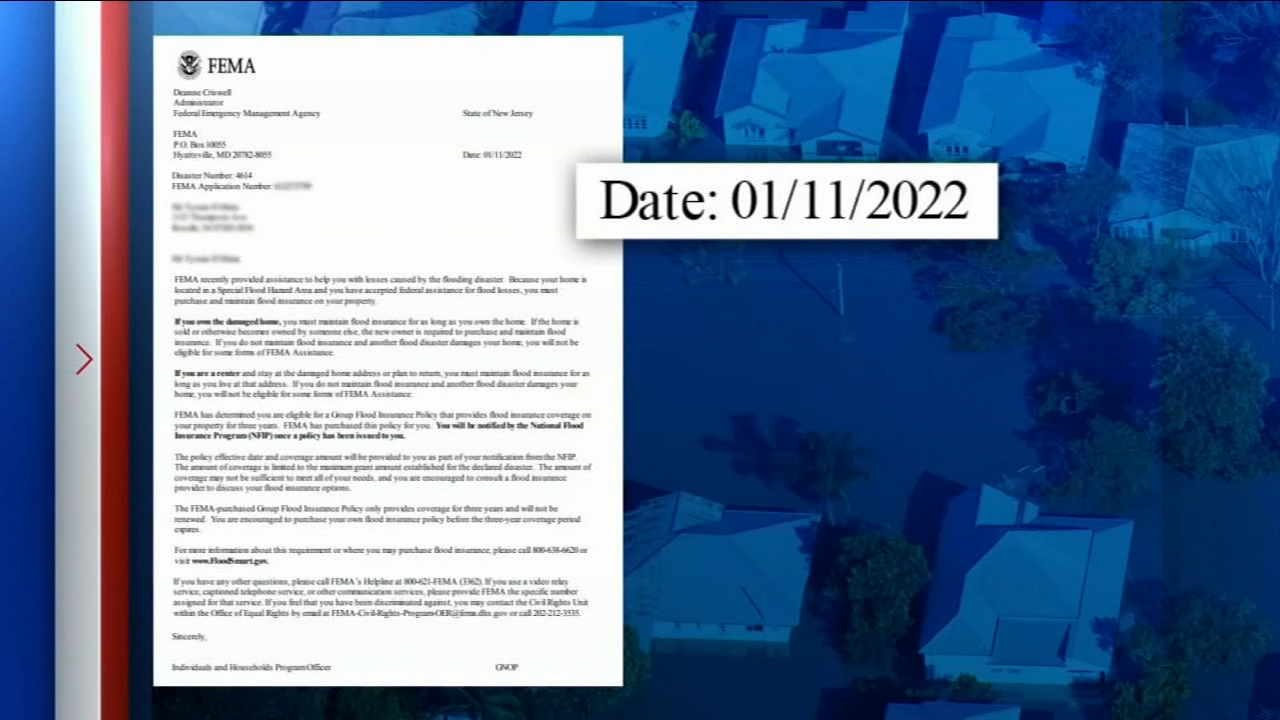 FEMA
Deanne Criswell
Administrator
Federal Emergency Management Agency
State of New Jersey
FEMA
P.O. Box 10055
Hyattsville, MD 20782-8055
Date: 01/11/2022
Date: 01/11/2022
Disaster Number: 4614
FEMA Application Number:
FEMA recently provided assistance to help you with losses caused by the flooding disaster. Because your home is
located in a Special Flood Hazard Area and you have accepted federal assistance for flood losses, you must
purchase and maintain flood insurance on your property.
If you own the damaged home, you must maintain flood insurance for as long as you own the home. If the home is
sold or otherwise becomes owned by someone else, the new owner is required to purchase and maintain flood
insurance. If you do not maintain flood insurance and another flood disaster damages your home, you will not be
eligible for some forms of FEMA Assistance.
If you are a renter and stay at the damaged home address or plan to return, you must maintain flood insurance for as
long as you live at that address. If you do not maintain flood insurance and another flood disaster damages your
home, you will not be eligible for some forms of FEMA Assistance.
FEMA has determined you are eligible for a Group Flood Insurance Policy that provides flood insurance coverage on
your property for three years. FEMA has purchased this policy for you. You will be notified by the National Flood
Insurance Program (NFIP) once a policy has been issued to you.
The policy effective date and coverage amount will be provided to you as part of your notification from the NFIP.
The amount of coverage is limited to the maximum grant amount established for the declared disaster. The amount of
coverage may not be sufficient to meet all of your needs, and you are encouraged to consult a flood insurance
provider to discuss your flood insurance options.
The FEMA-purchased Group Flood Insurance Policy only provides coverage for three years and will not be
renewed. You are encouraged to purchase your own flood insurance policy before the three-year coverage period
expires.
For more information about this requirement or where you may purchase flood insurance, please call 800-638-6620 or
visit www.FloodSmart.gov.
If you have any other questions, please call FEMA's Helpline at 800-621-FEMA (3362). If you use a video relay
service, captioned telephone service, or other communication services, please provide FEMA the specific number
assigned for that service. If you feel that you have been discriminated against, you may contact the Civil Rights Unit
within the Office of Equal Rights by email at FEMA-Civil-Rights-Program-OER@fema.dhs.gov or call 202-212-3535.
Sincerely,
Individuals and Households Program Officer
GNOP